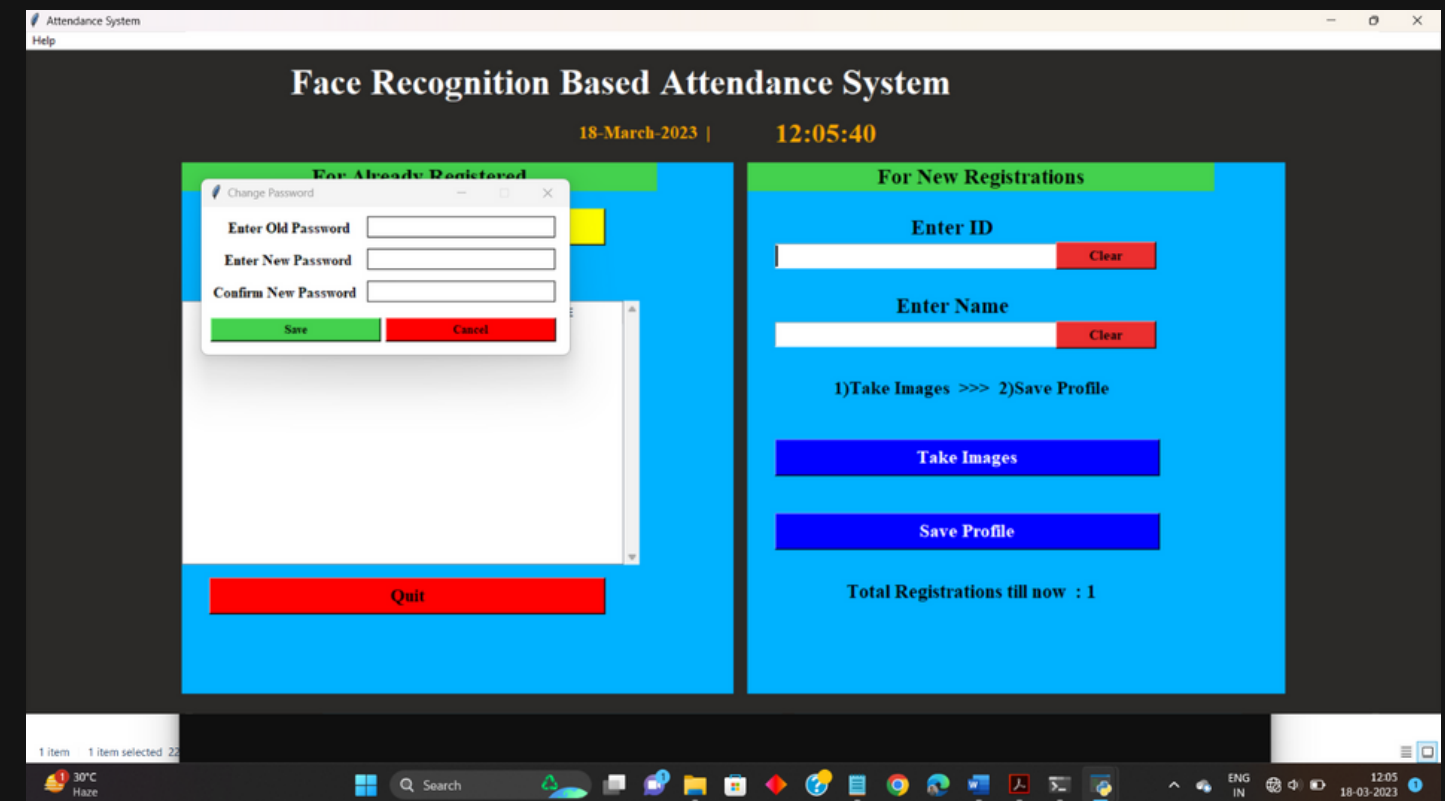 Attendance System
Help
Face Recognition Based Attendance System
18-March-2023 |
12:05:40
For Already Registered
Change Password
Enter Old Password
Enter New Password
Confirm New Password
Save
Cancel
Quit
For New Registrations
Enter ID
Clear
Enter Name
Clear
1)Take Images >>> 2)Save Profile
Take Images
Save Profile
Total Registrations till now : 1
1 item 1 item selected 22
1
30°C
Haze
Search
ENG
IN
12:05
18-03-2023
1